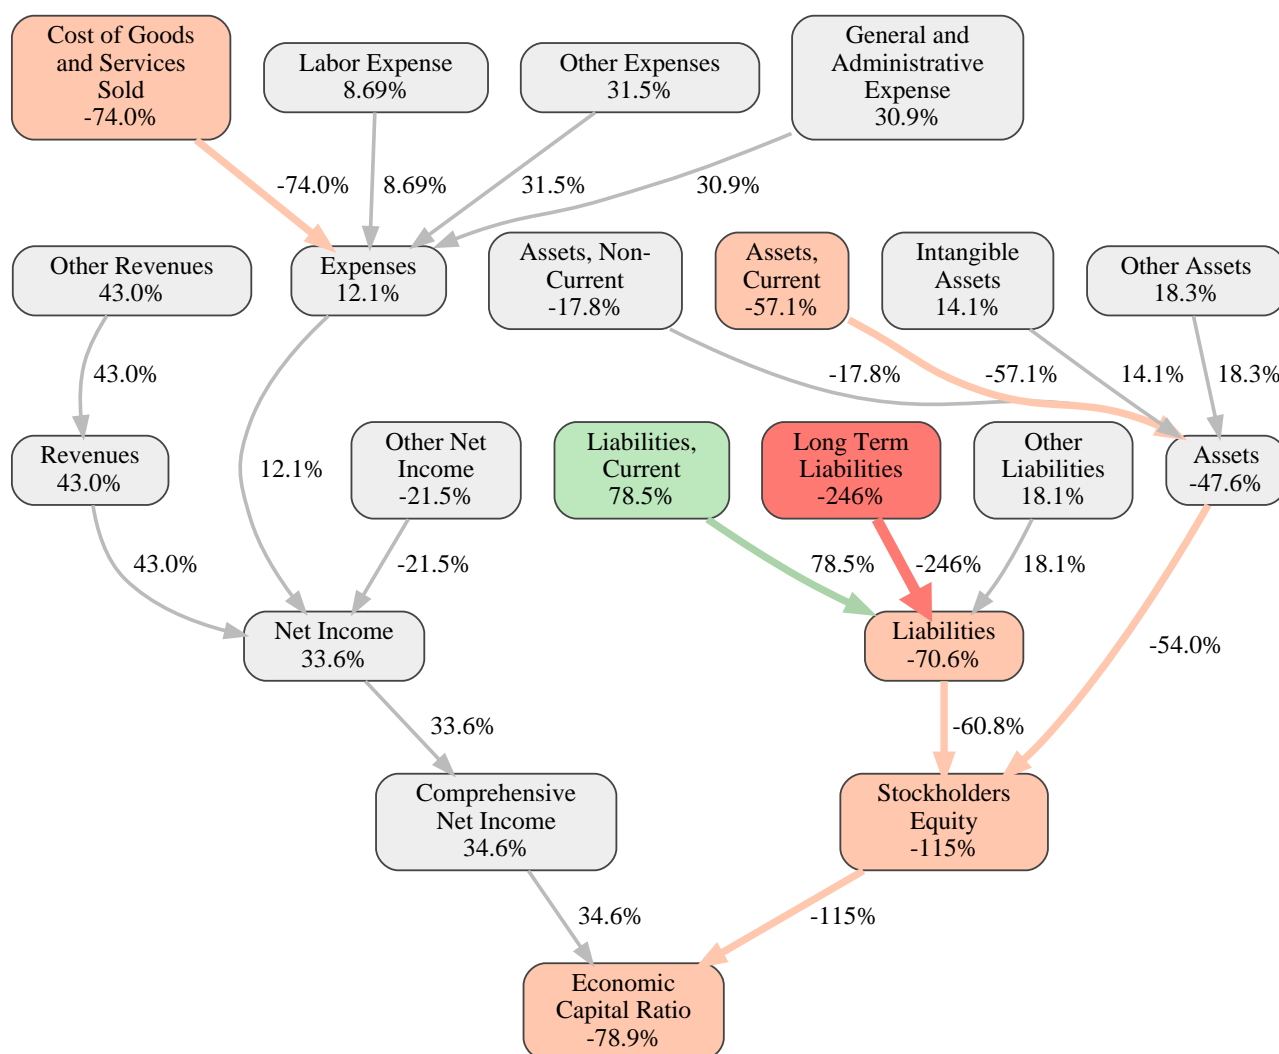 Cost of Goods
and Services
Sold
-74.0%
Labor Expense
8.69%
Other Expenses
31.5%
General and
Administrative
Expense
30.9%
-74.0%
8.69%
31.5%
30.9%
Other Revenues
43.0%
Expenses
12.1%
Assets, Non-
Current
-17.8%
Assets,
Current
-57.1%
Intangible
Assets
14.1%
Other Assets
18.3%
43.0%
-17.8%
-57.1%
14.1%
18.3%
Revenues
43.0%
12.1%
Other Net
Income
-21.5%
Liabilities,
Current
78.5%
Long Term
Liabilities
-246%
Other
Liabilities
18.1%
Assets
-47.6%
43.0%
-21.5%
78.5%
-246%
18.1%
Net Income
33.6%
Liabilities
-70.6%
-54.0%
33.6%
-60.8%
Comprehensive
Net Income
34.6%
Stockholders
Equity
-115%
34.6%
-115%
Economic
Capital Ratio
-78.9%